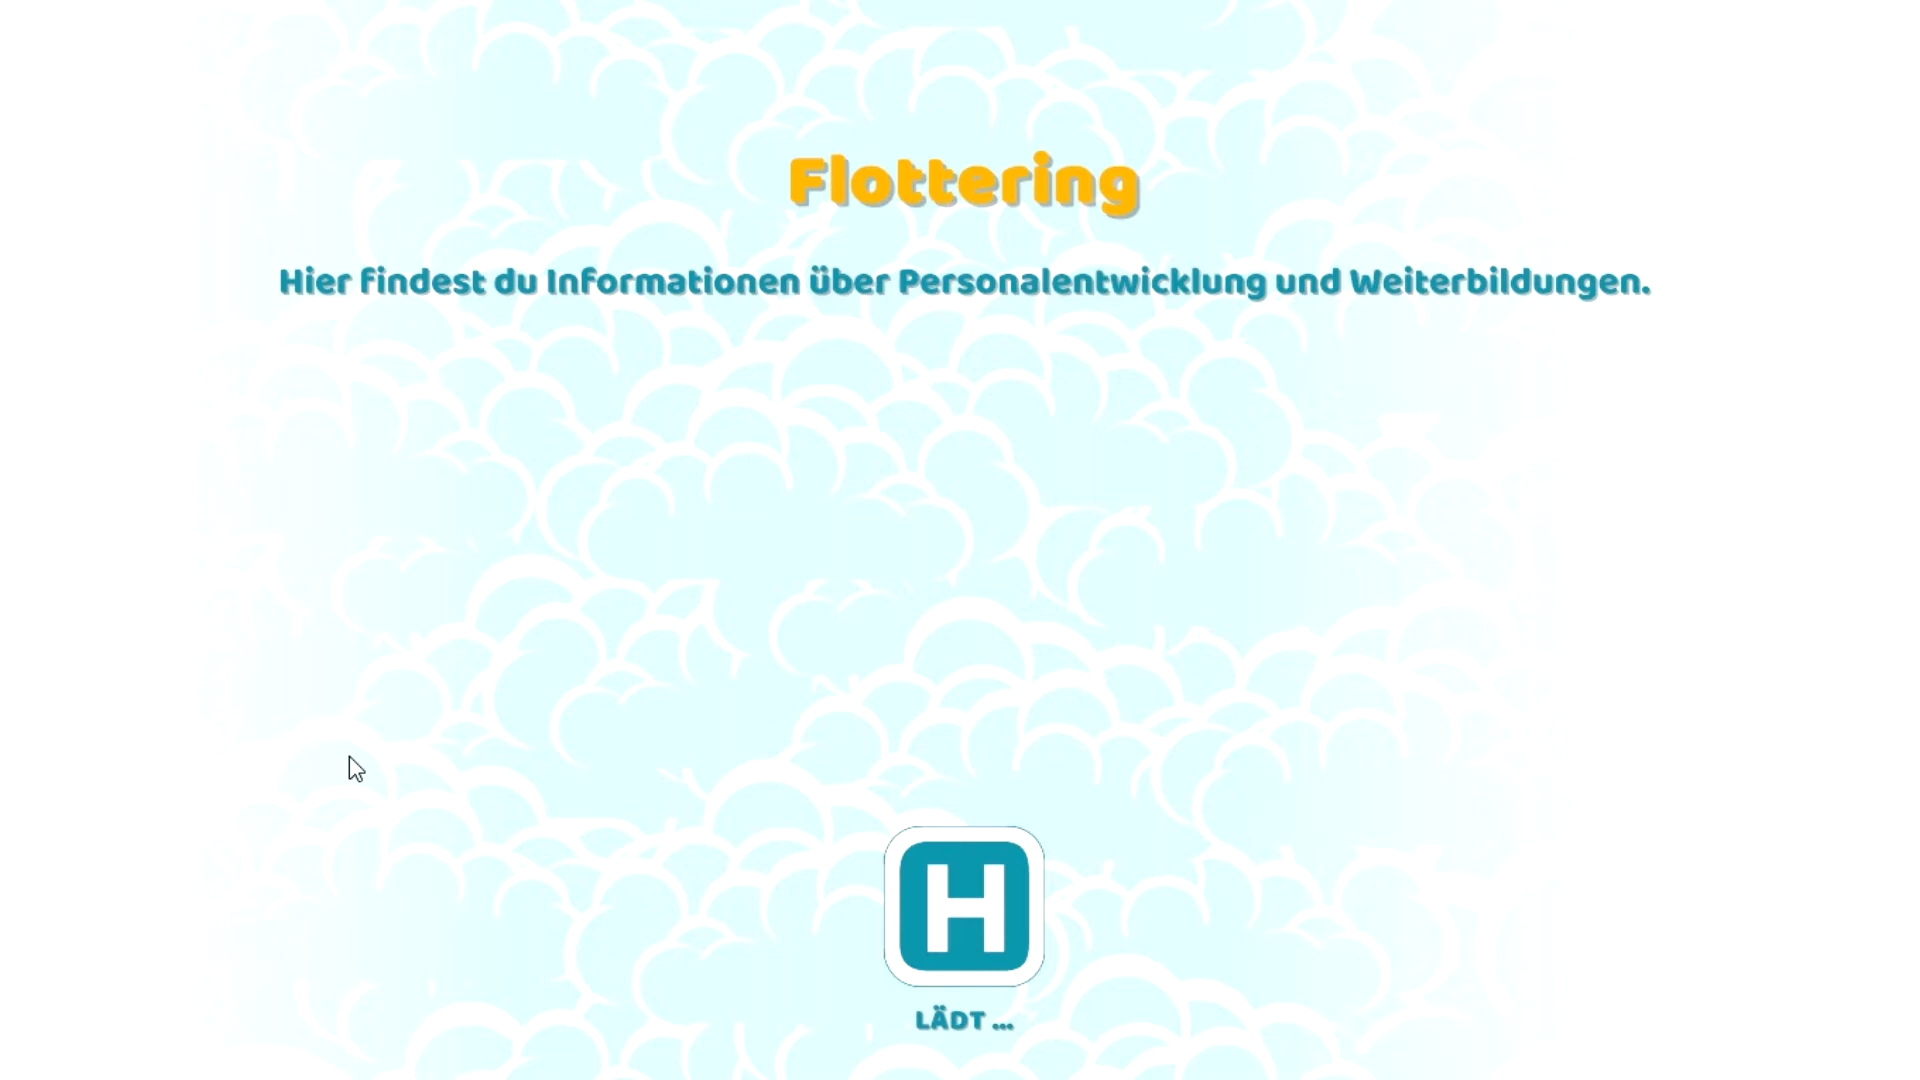 Flottering
Hier findest du Informationen über Personalentwicklung und Weiterbildungen.
H
LÄDT ...